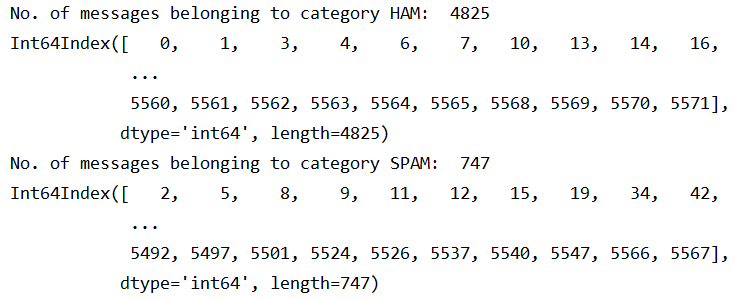 No. of messages belonging to category HAM:  4825
Int64Index([   0,    1,    3,    4,    6,    7,   10,   13,   14,   16,
            ...
            5560, 5561, 5562, 5563, 5564, 5565, 5568, 5569, 5570, 5571],
           dtype='int64', length=4825)
No. of messages belonging to category SPAM:  747
Int64Index([   2,    5,    8,    9,   11,   12,   15,   19,   34,   42,
            ...
            5492, 5497, 5501, 5524, 5526, 5537, 5540, 5547, 5566, 5567],
           dtype='int64', length=747)